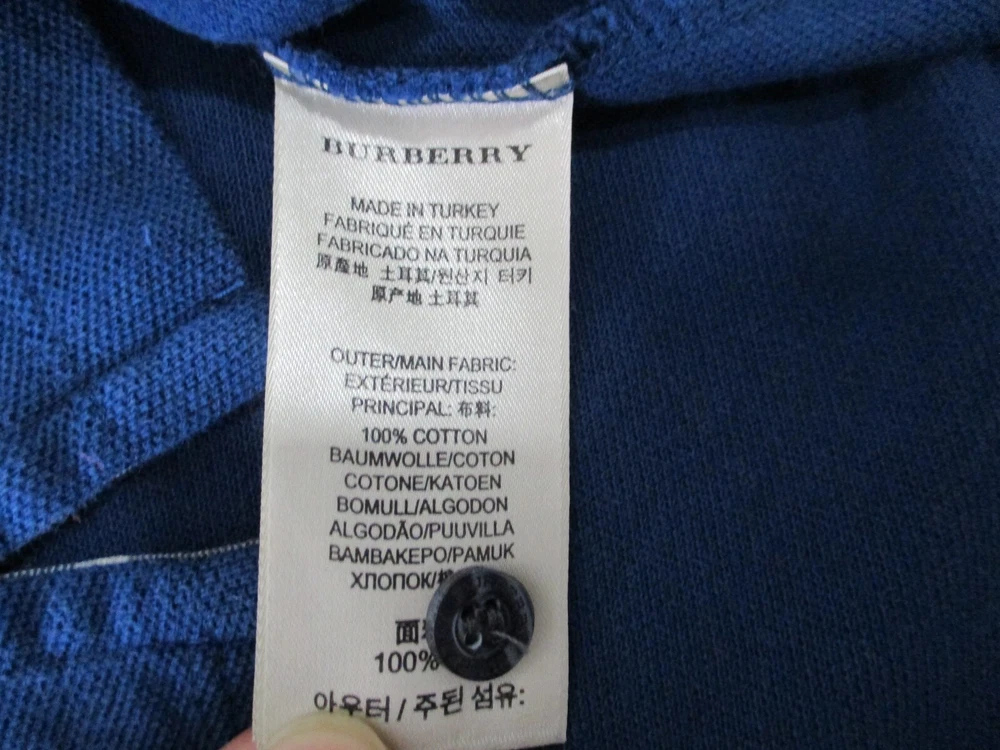 BURBERRY
MADE IN TURKEY
FABRIQUÉ EN TURQUIE
FABRICADO NA TURQUIA
原產地 土耳其/원산지 터키
原产地 土耳其
OUTER/MAIN FABRIC:
EXTÉRIEUR/TISSU
PRINCIPAL: 布料:
100% COTTON
BAUMWOLLE/COTON
COTONE/KATOEN
BOMULL/ALGODON
ALGODÃO/PUUVILLA
BAMBAKEPO/PAMUK
ХЛОПОК/
面
100%
아우터 / 주된 섬유: